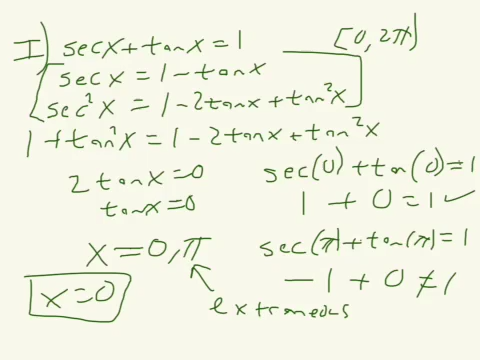 I) secx + tanx = 1
[0, 2π)
secx = 1 - tanx
sec²x = 1 - 2tanx + tan²x
1 + tan²x = 1 - 2tanx + tan²x
2tanx = 0
tanx = 0
x = 0, π
x = 0
sec(0) + tan(0) = 1
1 + 0 = 1 ✓
sec(π) + tan(π) = 1
-1 + 0 ≠ 1
extraneous